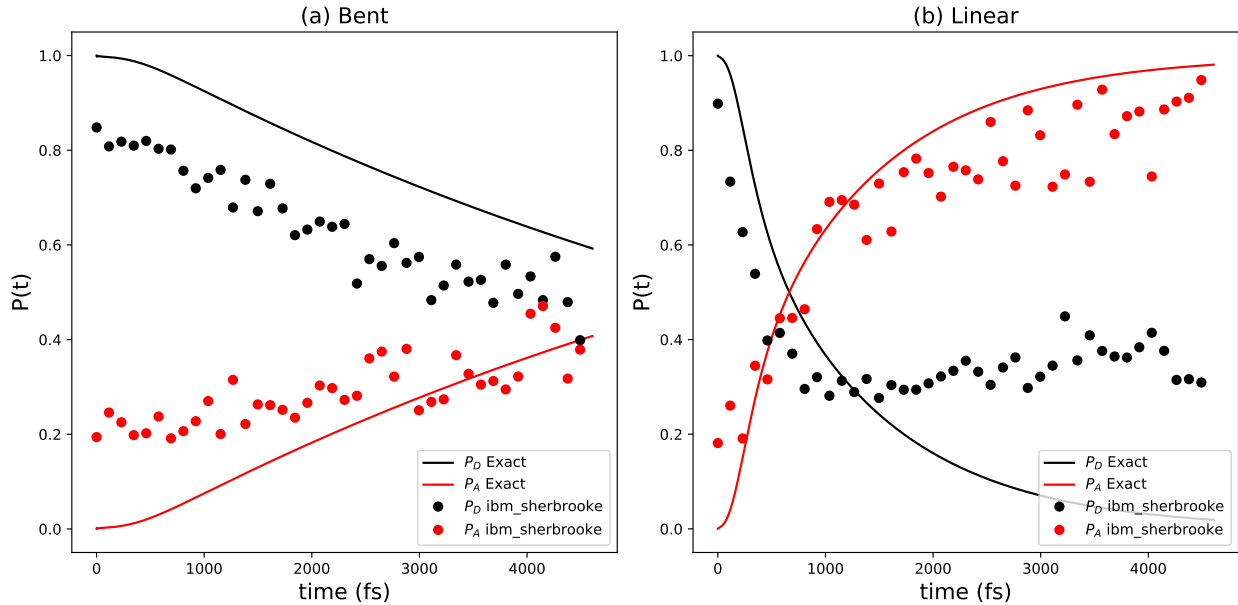 (a) Bent
P(t)
1.0
0.8
0.6
0.4
0.2
0.0
0 1000 2000 3000 4000
time (fs)
P_D Exact
P_A Exact
P_D ibm_sherbrooke
P_A ibm_sherbrooke
(b) Linear
P(t)
1.0
0.8
0.6
0.4
0.2
0.0
0 1000 2000 3000 4000
time (fs)
P_D Exact
P_A Exact
P_D ibm_sherbrooke
P_A ibm_sherbrooke